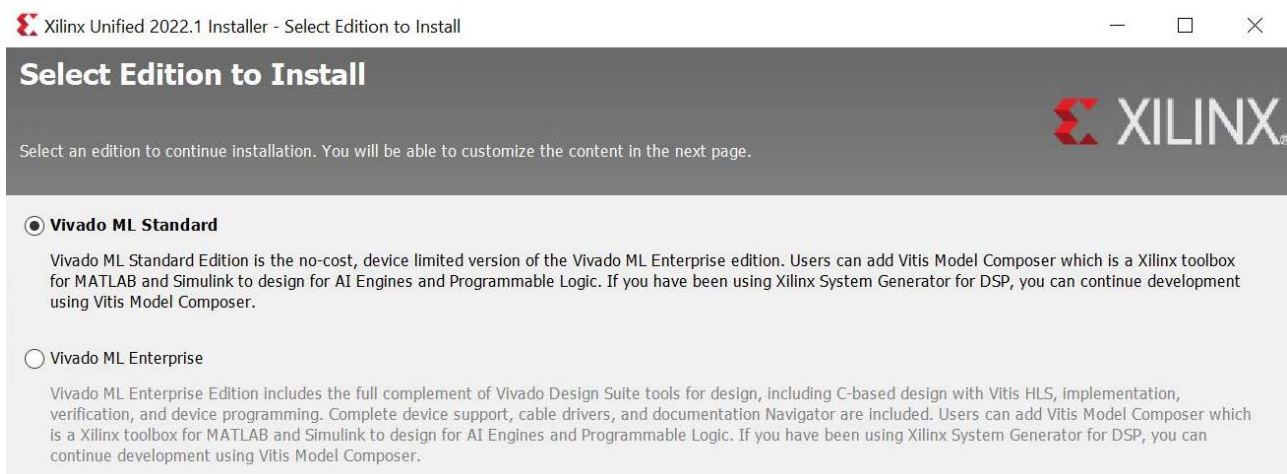 Xilinx Unified 2022.1 Installer - Select Edition to Install
Select Edition to Install
XILINX®
Select an edition to continue installation. You will be able to customize the content in the next page.
Vivado ML Standard
Vivado ML Standard Edition is the no-cost, device limited version of the Vivado ML Enterprise edition. Users can add Vitis Model Composer which is a Xilinx toolbox
for MATLAB and Simulink to design for AI Engines and Programmable Logic. If you have been using Xilinx System Generator for DSP, you can continue development
using Vitis Model Composer.
Vivado ML Enterprise
Vivado ML Enterprise Edition includes the full complement of Vivado Design Suite tools for design, including C-based design with Vitis HLS, implementation,
verification, and device programming. Complete device support, cable drivers, and documentation Navigator are included. Users can add Vitis Model Composer which
is a Xilinx toolbox for MATLAB and Simulink to design for AI Engines and Programmable Logic. If you have been using Xilinx System Generator for DSP, you can
continue development using Vitis Model Composer.